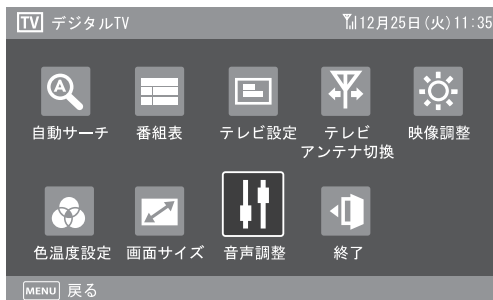 TV デジタルTV 12月25日(火)11:35
自動サーチ 番組表 テレビ設定 テレビ アンテナ切換 映像調整
色温度設定 画面サイズ 音声調整 終了
MENU 戻る